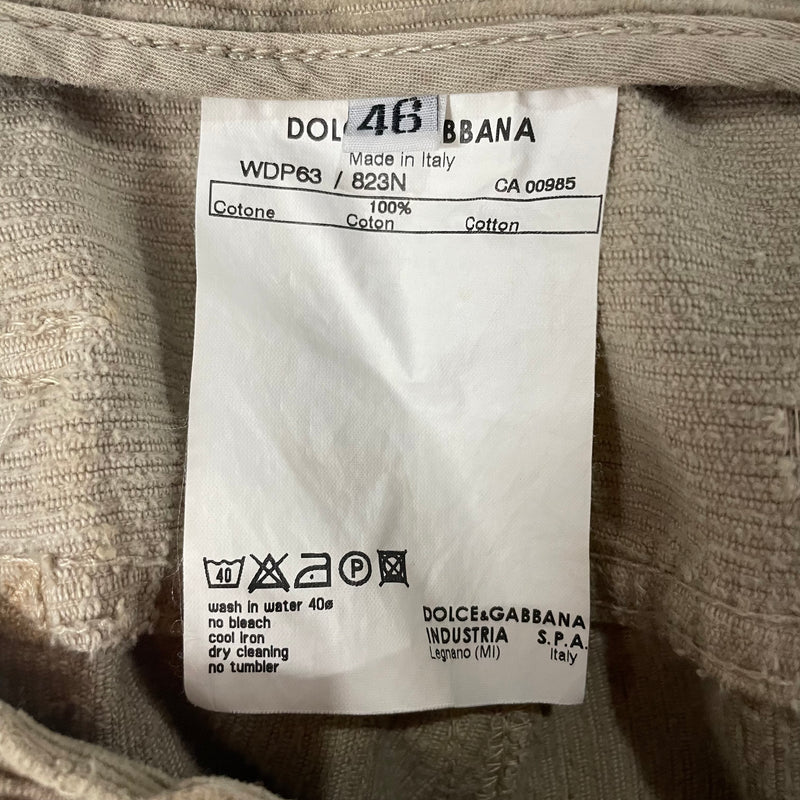 46
DOL BBANA
Made in Italy
WDP63 / 823N CA 00985
100%
Cotone Coton Cotton
40 P
wash in water 40ø
no bleach
cool Iron
dry cleaning
no tumbler
DOLCE&GABBANA
INDUSTRIA S.P.A.
Legnano (MI) Italy